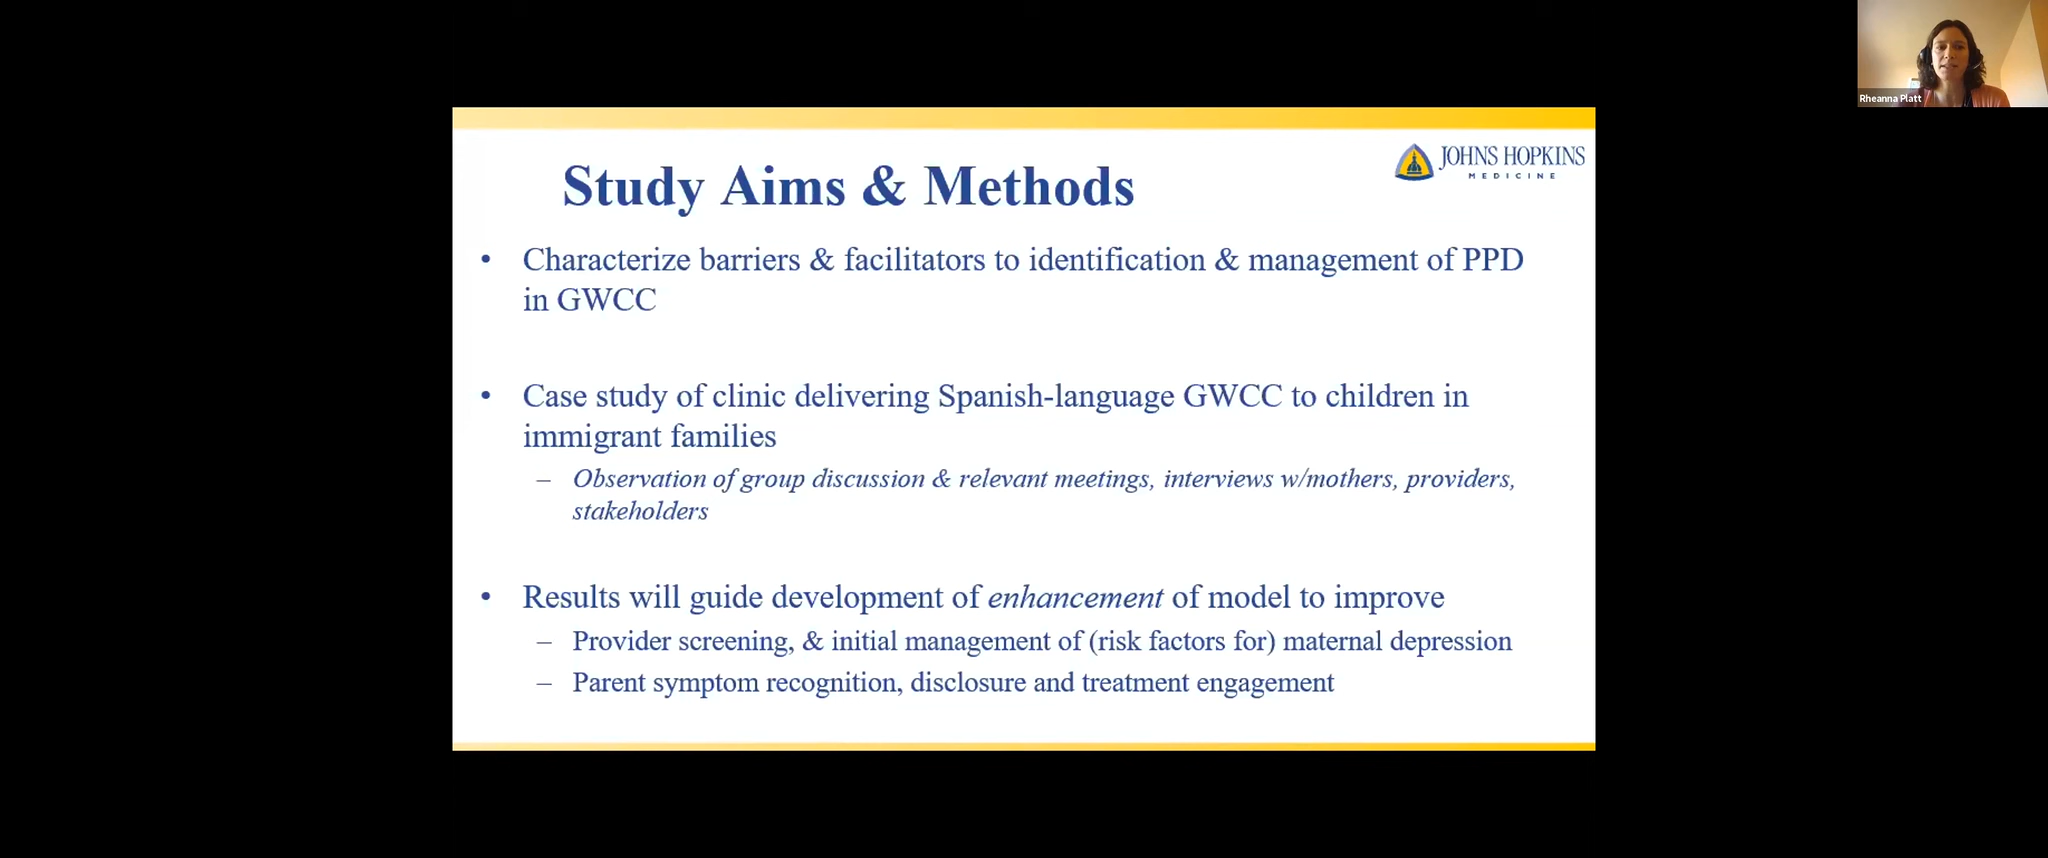 Rheanna Platt
JOHNS HOPKINS
MEDICINE
Study Aims & Methods
• Characterize barriers & facilitators to identification & management of PPD
in GWCC
• Case study of clinic delivering Spanish-language GWCC to children in
immigrant families
– Observation of group discussion & relevant meetings, interviews w/mothers, providers,
stakeholders
• Results will guide development of enhancement of model to improve
– Provider screening, & initial management of (risk factors for) maternal depression
– Parent symptom recognition, disclosure and treatment engagement